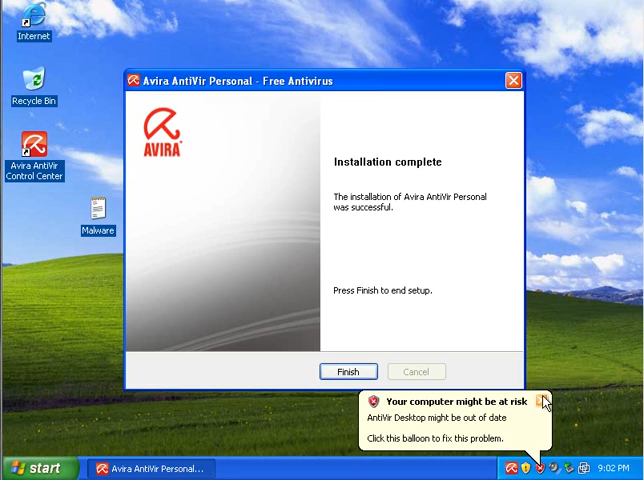 Internet
Recycle Bin
Avira AntiVir
Control Center
Malware
Avira AntiVir Personal - Free Antivirus
AVIRA
Installation complete
The installation of Avira AntiVir Personal
was successful.
Press Finish to end setup.
Finish
Cancel
Your computer might be at risk
AntiVir Desktop might be out of date
Click this balloon to fix this problem.
start
Avira AntiVir Personal...
9:02 PM